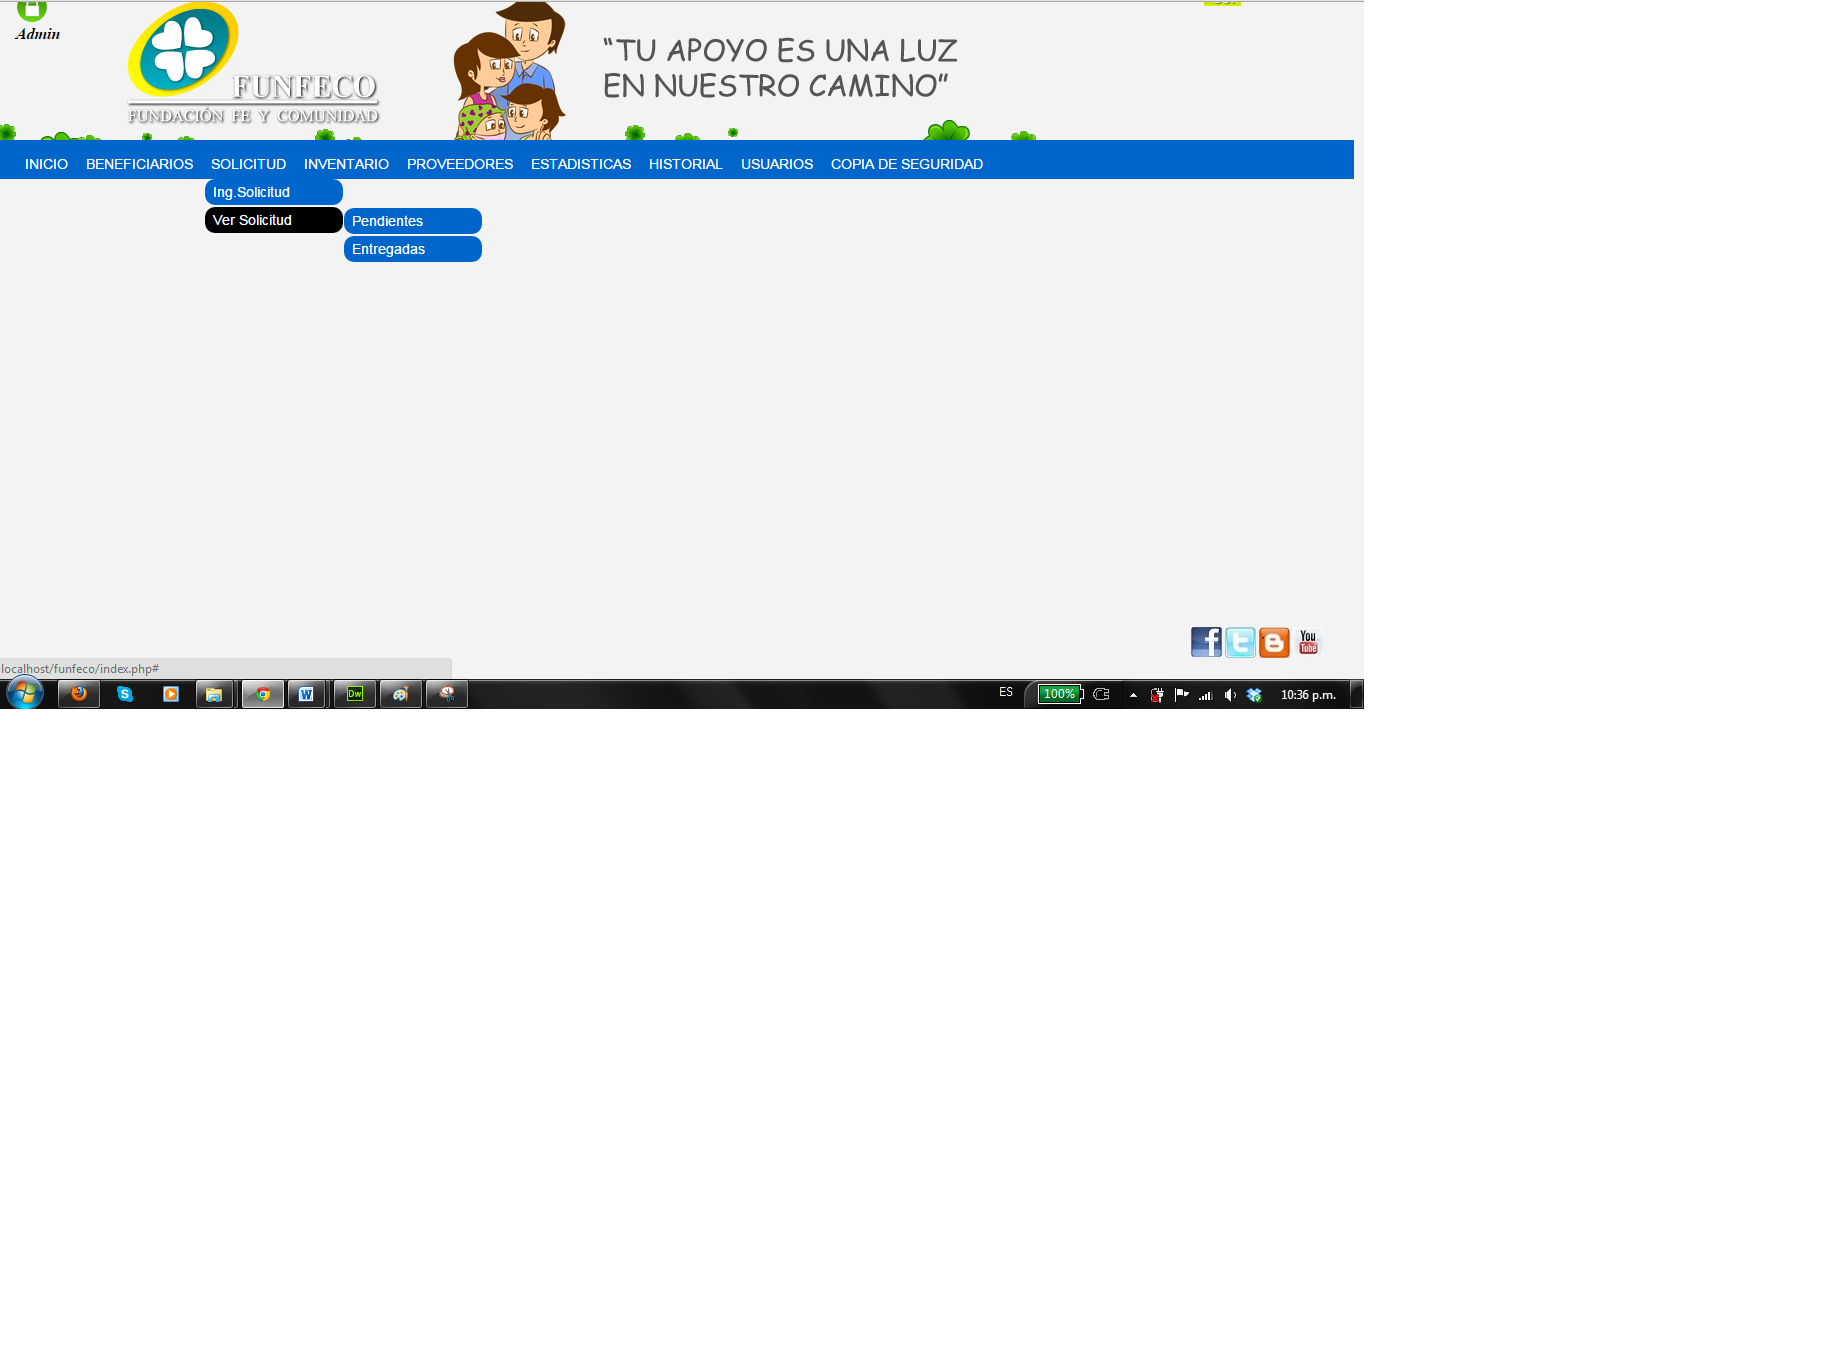 Admin
FUNFECO
FUNDACIÓN FE Y COMUNIDAD
“TU APOYO ES UNA LUZ
EN NUESTRO CAMINO”
INICIO BENEFICIARIOS SOLICITUD INVENTARIO PROVEEDORES ESTADISTICAS HISTORIAL USUARIOS COPIA DE SEGURIDAD
Ing.Solicitud
Ver Solicitud
Pendientes
Entregadas
You
Tube
localhost/funfeco/index.php#
Dw
ES
100%
10:36 p.m.